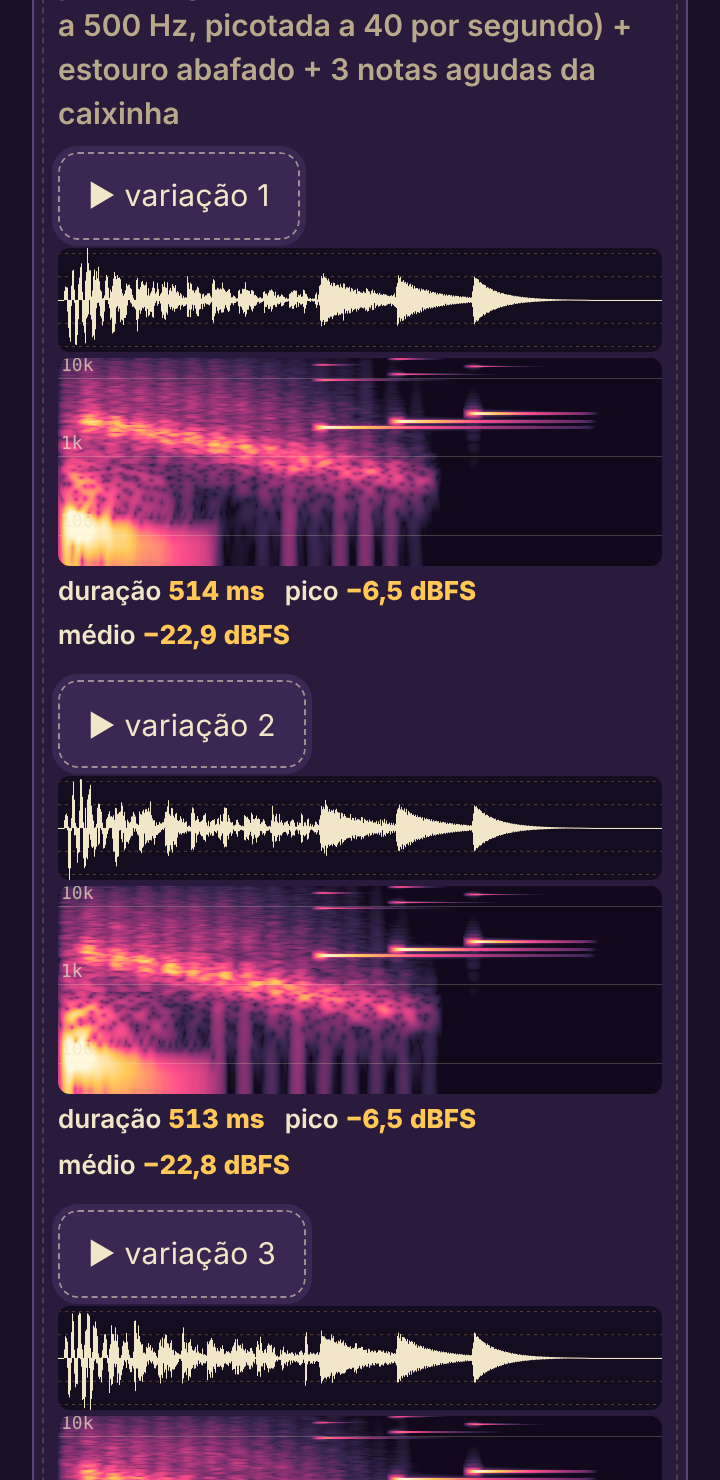 a 500 Hz, picotada a 40 por segundo) +
estouro abafado + 3 notas agudas da
caixinha
▶ variação 1
10k
1k
100
duração 514 ms pico −6,5 dBFS
médio −22,9 dBFS
▶ variação 2
10k
1k
100
duração 513 ms pico −6,5 dBFS
médio −22,8 dBFS
▶ variação 3
10k